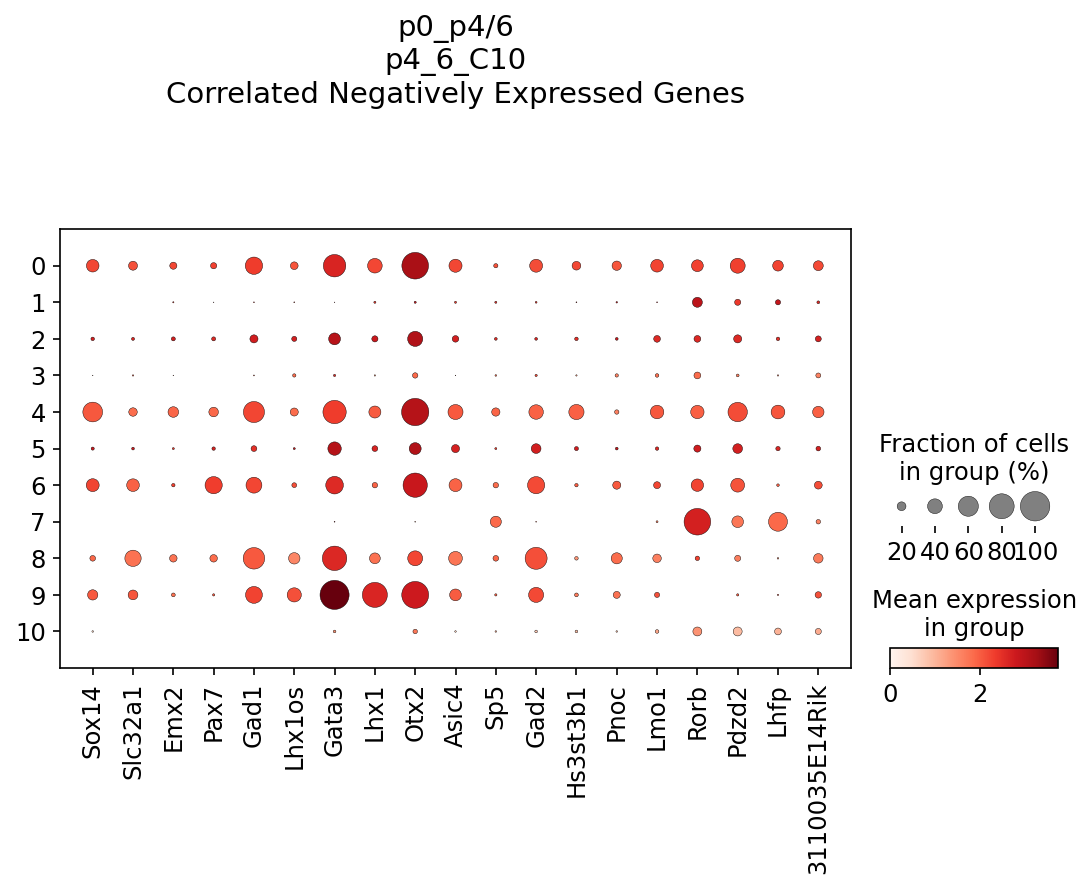 p0_p4/6
p4_6_C10
Correlated Negatively Expressed Genes
0
1
2
3
4
5
6
7
8
9
10
Sox14
Slc32a1
Emx2
Pax7
Gad1
Lhx1os
Gata3
Lhx1
Otx2
Asic4
Sp5
Gad2
Hs3st3b1
Pnoc
Lmo1
Rorb
Pdzd2
Lhfp
3110035E14Rik
Fraction of cells
in group (%)
20 40 60 80 100
Mean expression
in group
0 2